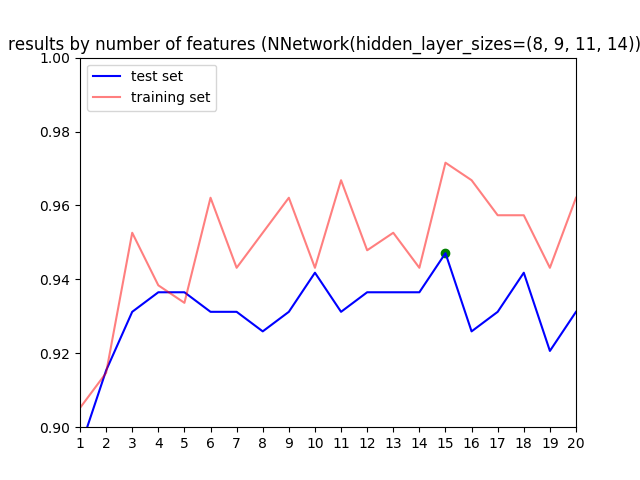 results by number of features (NNetwork(hidden_layer_sizes=(8, 9, 11, 14))
1.00
test set
training set
0.98
0.96
0.94
0.92
0.90
1 2 3 4 5 6 7 8 9 10 11 12 13 14 15 16 17 18 19 20